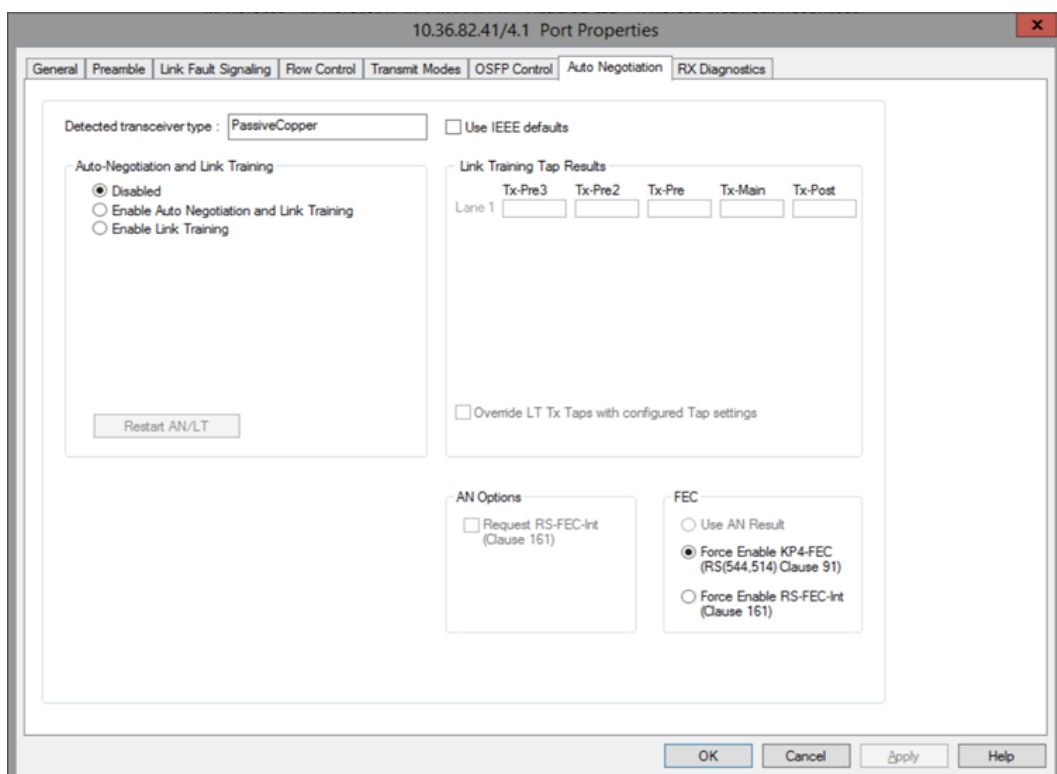 10.36.82.41/4.1 Port Properties
x
General Preamble Link Fault Signaling Flow Control Transmit Modes OSFP Control Auto Negotiation RX Diagnostics
Detected transceiver type : PassiveCopper
Use IEEE defaults
Auto-Negotiation and Link Training
Disabled
Enable Auto Negotiation and Link Training
Enable Link Training
Restart AN/LT
Link Training Tap Results
Tx-Pre3 Tx-Pre2 Tx-Pre Tx-Main Tx-Post
Lane 1
Override LT Tx Taps with configured Tap settings
AN Options
Request RS-FEC-Int
(Clause 161)
FEC
Use AN Result
Force Enable KP4-FEC
(RS(544,514) Clause 91)
Force Enable RS-FEC-Int
(Clause 161)
OK Cancel Apply Help